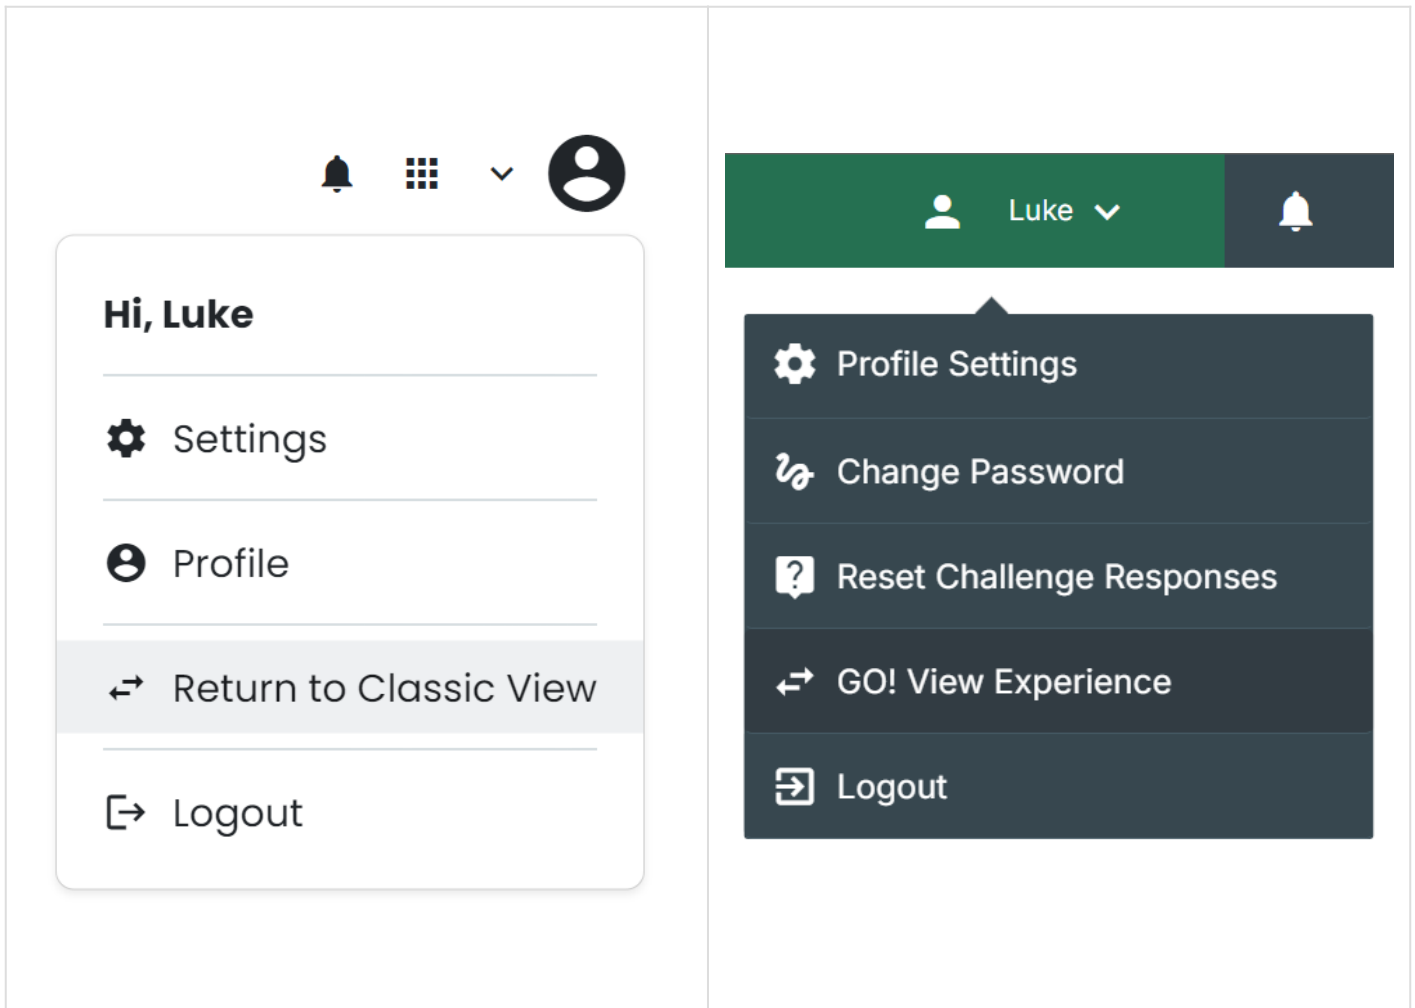 Hi, Luke
Settings
Profile
Return to Classic View
Logout
Luke
Profile Settings
Change Password
Reset Challenge Responses
GO! View Experience
Logout